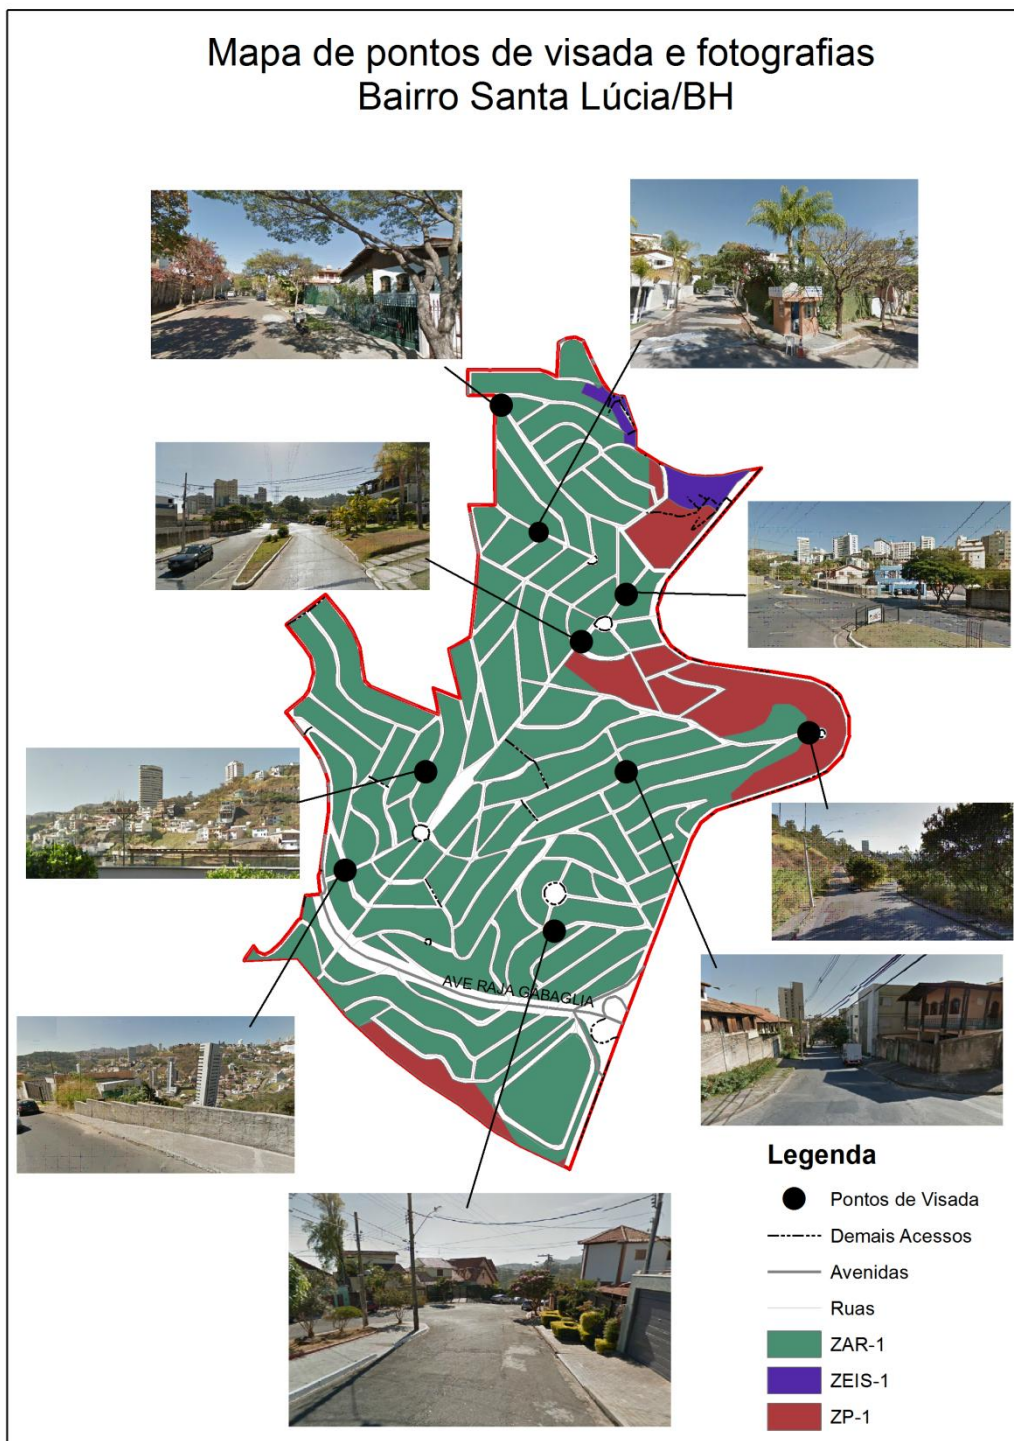 Mapa de pontos de visada e fotografias
Bairro Santa Lúcia/BH
AVE RAJA GABAGLIA
Legenda
Pontos de Visada
Demais Acessos
Avenidas
Ruas
ZAR-1
ZEIS-1
ZP-1